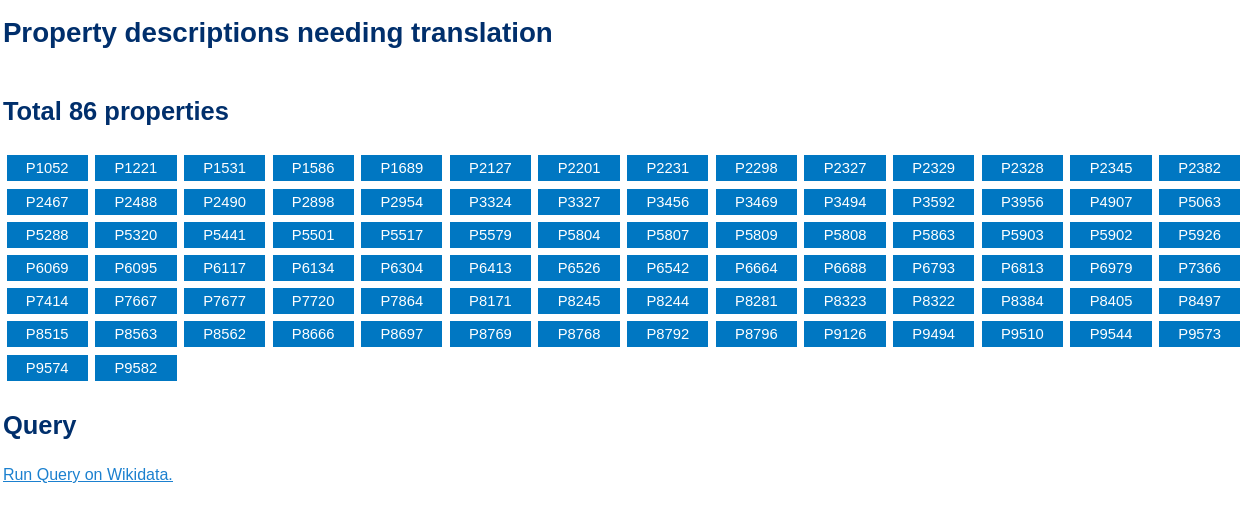 Property descriptions needing translation
Total 86 properties
P1052 P1221 P1531 P1586 P1689 P2127 P2201 P2231 P2298 P2327 P2329 P2328 P2345 P2382
P2467 P2488 P2490 P2898 P2954 P3324 P3327 P3456 P3469 P3494 P3592 P3956 P4907 P5063
P5288 P5320 P5441 P5501 P5517 P5579 P5804 P5807 P5809 P5808 P5863 P5903 P5902 P5926
P6069 P6095 P6117 P6134 P6304 P6413 P6526 P6542 P6664 P6688 P6793 P6813 P6979 P7366
P7414 P7667 P7677 P7720 P7864 P8171 P8245 P8244 P8281 P8323 P8322 P8384 P8405 P8497
P8515 P8563 P8562 P8666 P8697 P8769 P8768 P8792 P8796 P9126 P9494 P9510 P9544 P9573
P9574 P9582
Query
Run Query on Wikidata.